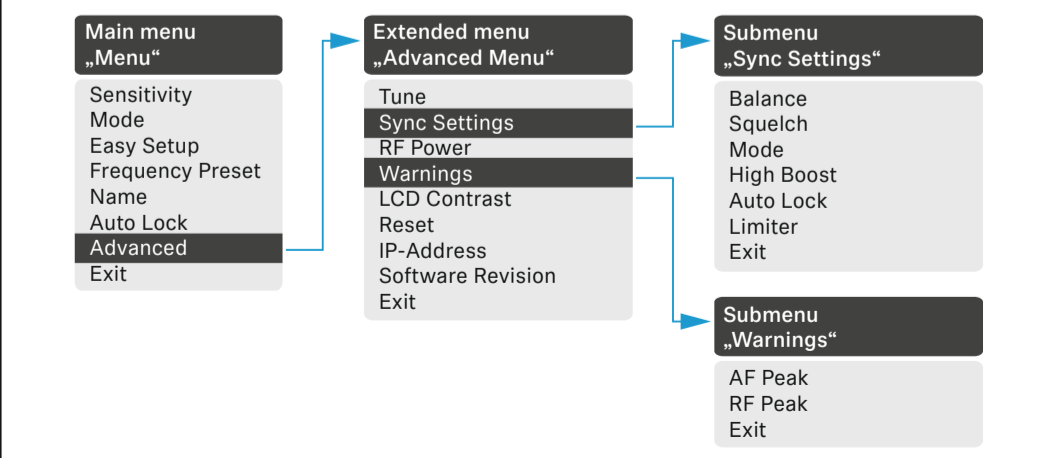 Main menu
„Menu“
Sensitivity
Mode
Easy Setup
Frequency Preset
Name
Auto Lock
Advanced
Exit
Extended menu
„Advanced Menu“
Tune
Sync Settings
RF Power
Warnings
LCD Contrast
Reset
IP-Address
Software Revision
Exit
Submenu
„Sync Settings“
Balance
Squelch
Mode
High Boost
Auto Lock
Limiter
Exit
Submenu
„Warnings“
AF Peak
RF Peak
Exit